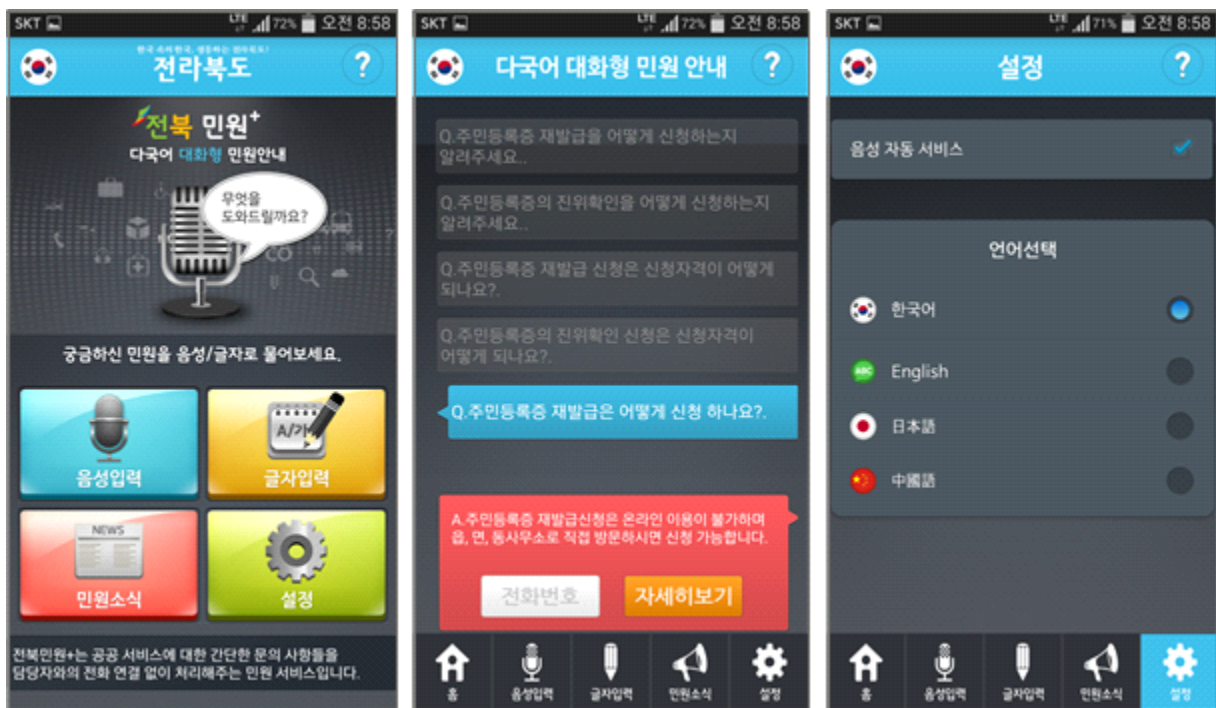 SKT
LTE
72%
오전 8:58
한국 속의 한국, 생동하는 전라북도!
전라북도
?
전북 민원+
다국어 대화형 민원안내
무엇을
도와드릴까요?
궁금하신 민원을 음성/글자로 물어보세요.
음성입력
A/가
글자입력
NEWS
민원소식
설정
전북민원+는 공공 서비스에 대한 간단한 문의 사항들을
담당자와의 전화 연결 없이 처리해주는 민원 서비스입니다.
SKT
LTE
72%
오전 8:58
다국어 대화형 민원 안내
?
Q.주민등록증 재발급을 어떻게 신청하는지
알려주세요..
Q.주민등록증의 진위확인을 어떻게 신청하는지
알려주세요..
Q.주민등록증 재발급 신청은 신청자격이 어떻게
되나요?.
Q.주민등록증의 진위확인 신청은 신청자격이
어떻게 되나요?.
Q.주민등록증 재발급은 어떻게 신청 하나요?.
A.주민등록증 재발급신청은 온라인 이용이 불가하며
읍, 면, 동사무소로 직접 방문하시면 신청 가능합니다.
전화번호
자세히보기
홈
음성입력
글자입력
민원소식
설정
SKT
LTE
71%
오전 8:58
설정
?
음성 자동 서비스
언어선택
한국어
ABC
English
日本語
中國語
홈
음성입력
글자입력
민원소식
설정